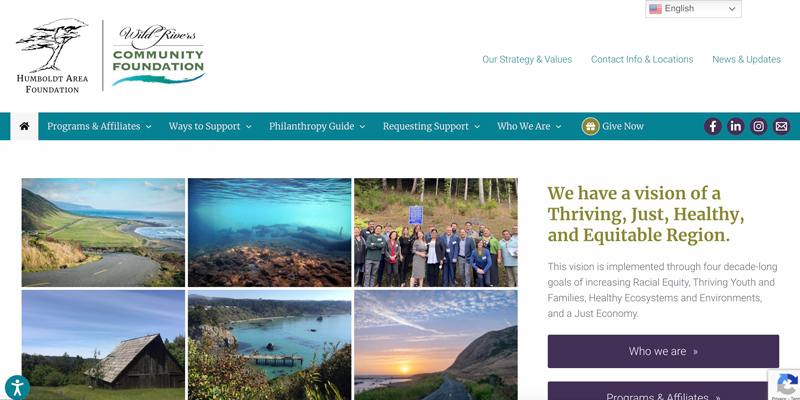 English
Humboldt Area
Foundation
Wild Rivers
COMMUNITY
FOUNDATION
Our Strategy & Values
Contact Info & Locations
News & Updates
Programs & Affiliates
Ways to Support
Philanthropy Guide
Requesting Support
Who We Are
Give Now
We have a vision of a
Thriving, Just, Healthy,
and Equitable Region.
This vision is implemented through four decade-long
goals of increasing Racial Equity, Thriving Youth and
Families, Healthy Ecosystems and Environments,
and a Just Economy.
Who we are »
Programs & Affiliates »
Privacy - Term